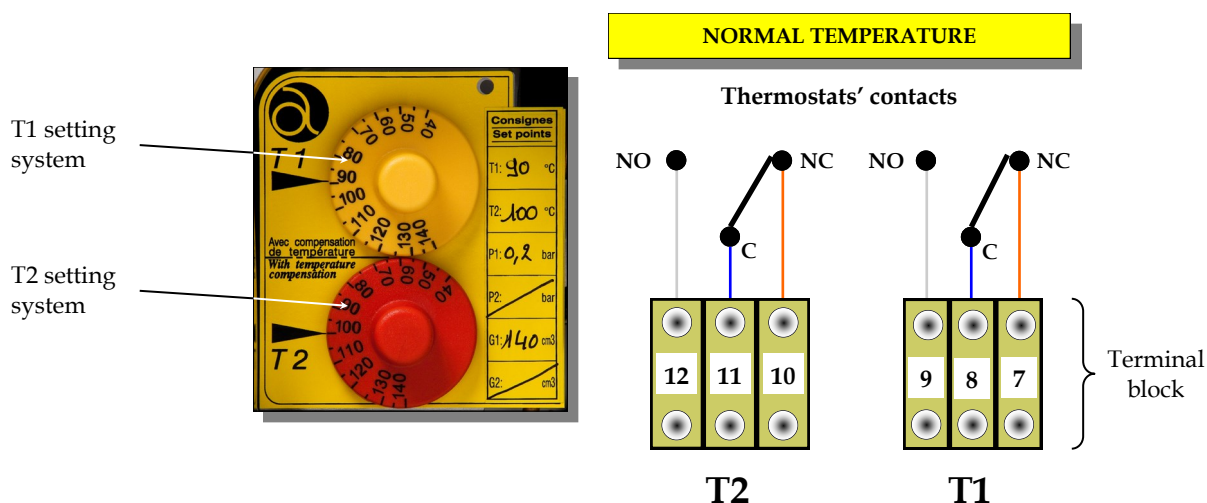 NORMAL TEMPERATURE
Thermostats' contacts
T1 setting
system
T2 setting
system
T1
40
50
60
70
80
90
100
110
120
130
140
Avec compensation
de température
With temperature
compensation
40
50
60
70
80
90
100
110
120
130
140
T2
Consignes
Set points
T1: 90 °C
T2: 100 °C
P1: 0,2 bar
P2: bar
G1: 140 cm3
G2: cm3
NO NC NO NC
C C
12 11 10 9 8 7
Terminal
block
T2 T1